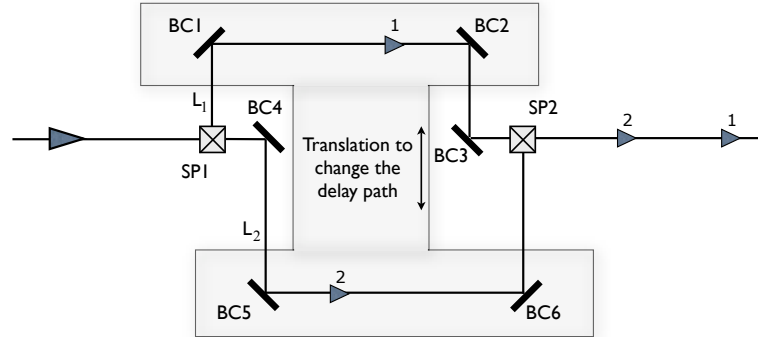 BC1
1
BC2
L1
BC4
SP2
2
1
Translation to
change the
delay path
BC3
SP1
L2
2
BC5
BC6